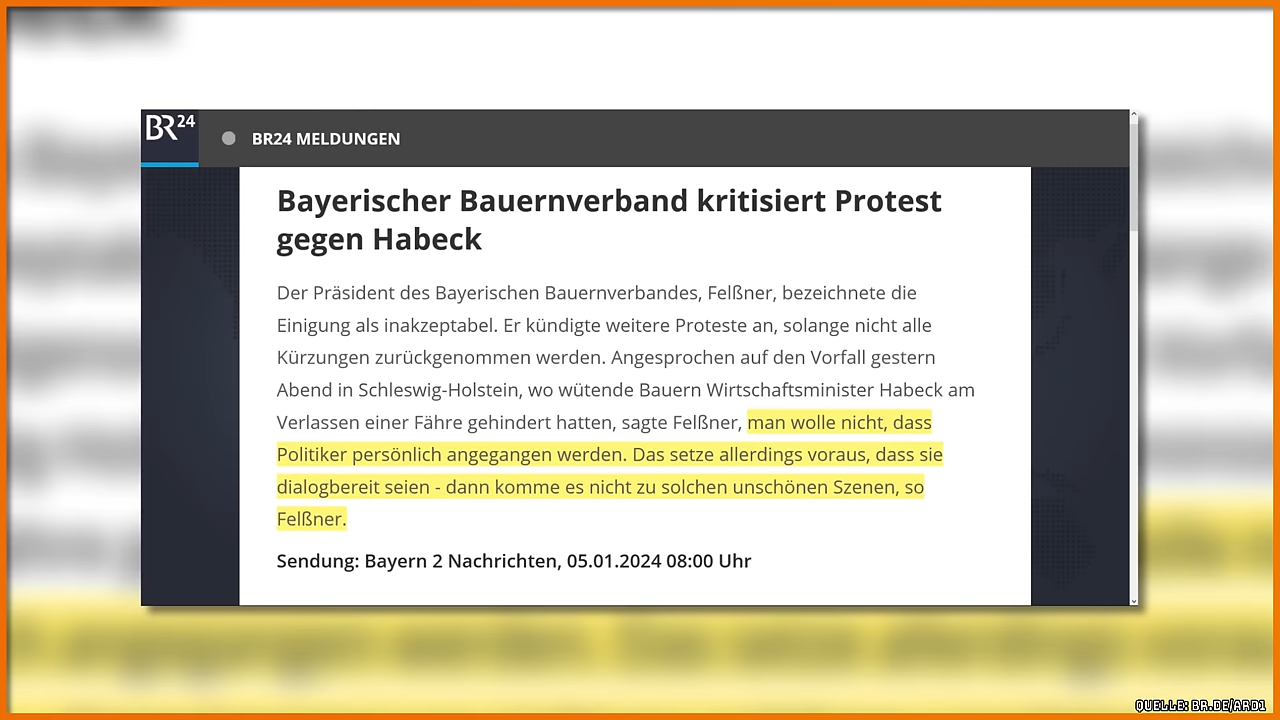 BR24
BR24 MELDUNGEN
Bayerischer Bauernverband kritisiert Protest
gegen Habeck
Der Präsident des Bayerischen Bauernverbandes, Felßner, bezeichnete die
Einigung als inakzeptabel. Er kündigte weitere Proteste an, solange nicht alle
Kürzungen zurückgenommen werden. Angesprochen auf den Vorfall gestern
Abend in Schleswig-Holstein, wo wütende Bauern Wirtschaftsminister Habeck am
Verlassen einer Fähre gehindert hatten, sagte Felßner, man wolle nicht, dass
Politiker persönlich angegangen werden. Das setze allerdings voraus, dass sie
dialogbereit seien - dann komme es nicht zu solchen unschönen Szenen, so
Felßner.
Sendung: Bayern 2 Nachrichten, 05.01.2024 08:00 Uhr
QUELLE: BR.DE/ARD1